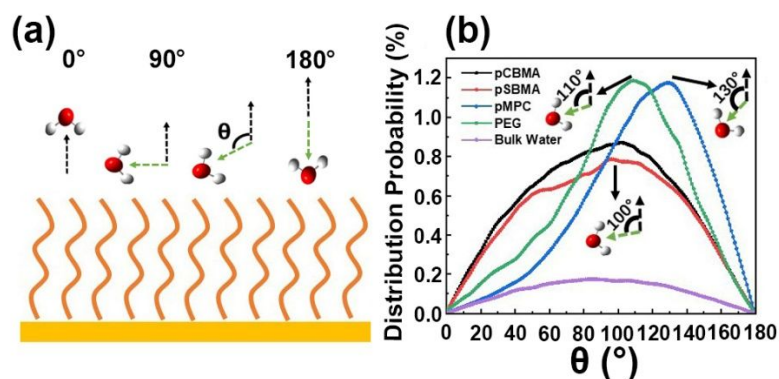 (a)
0° 90° 180°
θ
(b)
Distribution Probability (%)
1.2
1.0
0.8
0.6
0.4
0.2
0.0
pCBMA
pSBMA
pMPC
PEG
Bulk Water
110°
130°
100°
0 20 40 60 80 100 120 140 160 180
θ (°)